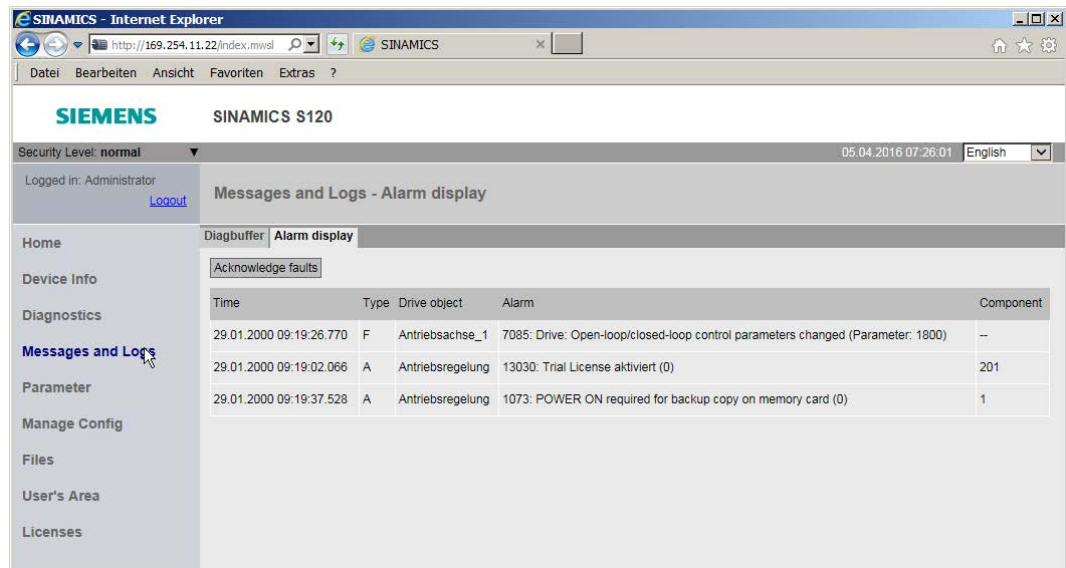 SINAMICS - Internet Explorer
http://169.254.11.22/index.mwsl SINAMICS
Datei Bearbeiten Ansicht Favoriten Extras ?
SIEMENS SINAMICS S120
Security Level: normal 05.04.2016 07:26:01 English
Logged in: Administrator
Logout
Messages and Logs - Alarm display
Diagbuffer Alarm display
Acknowledge faults
Home
Device Info
Diagnostics
Messages and Logs
Parameter
Manage Config
Files
User's Area
Licenses
Time Type Drive object Alarm Component
29.01.2000 09:19:26.770 F Antriebsachse_1 7085: Drive: Open-loop/closed-loop control parameters changed (Parameter: 1800) --
29.01.2000 09:19:02.066 A Antriebsregelung 13030: Trial License aktiviert (0) 201
29.01.2000 09:19:37.528 A Antriebsregelung 1073: POWER ON required for backup copy on memory card (0) 1